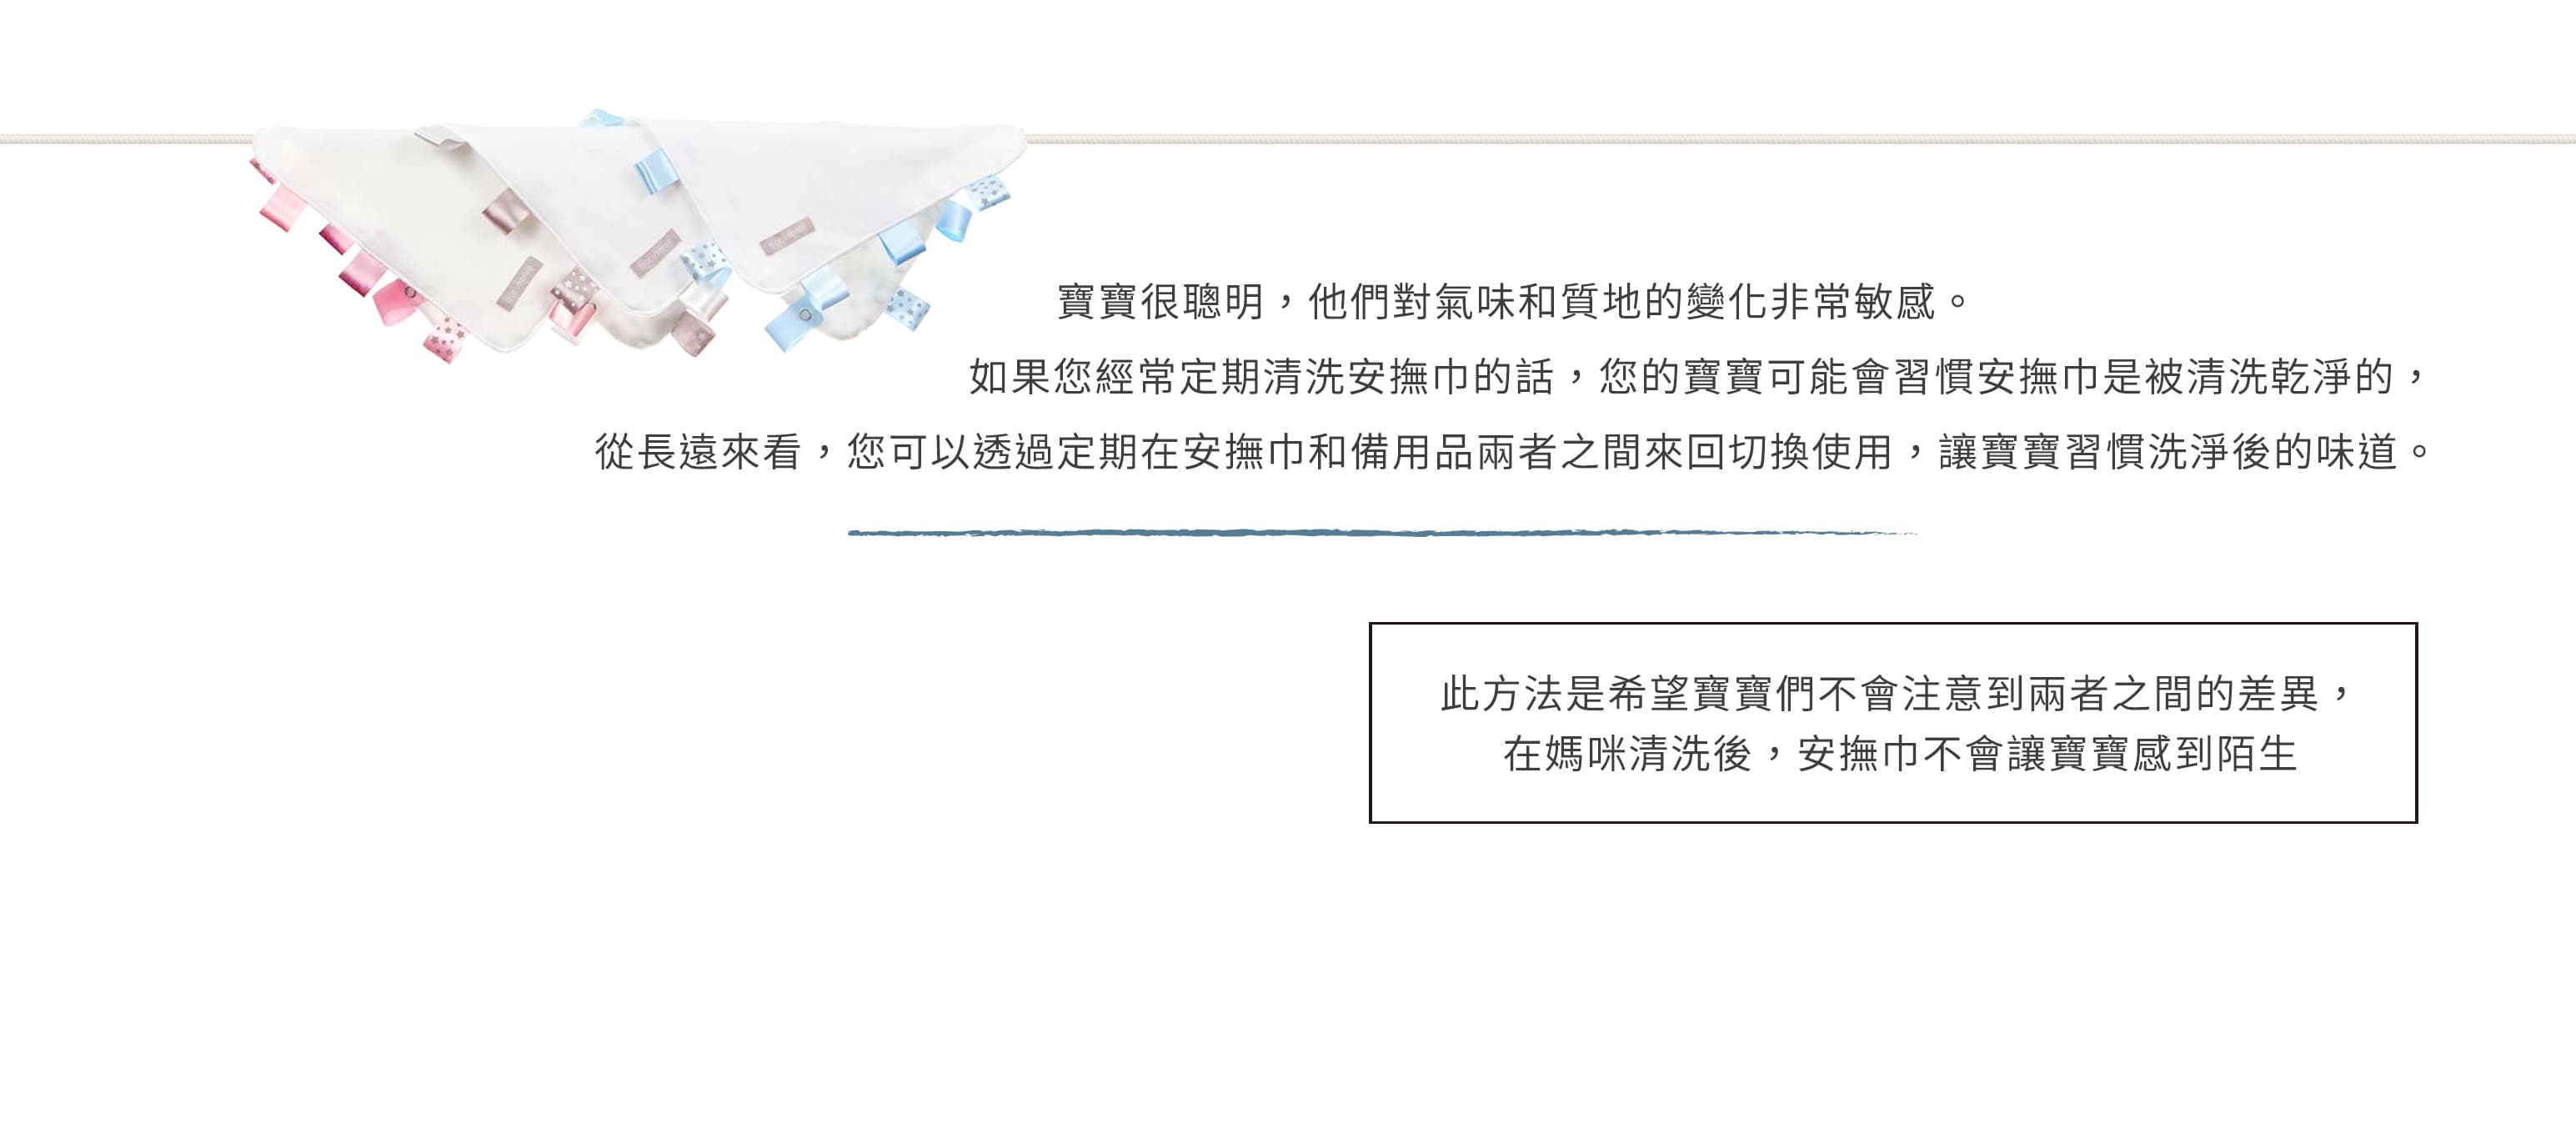 寶寶很聰明，他們對氣味和質地的變化非常敏感。
如果您經常定期清洗安撫巾的話，您的寶寶可能會習慣安撫巾是被清洗乾淨的，
從長遠來看，您可以透過定期在安撫巾和備用品兩者之間來回切換使用，讓寶寶習慣洗淨後的味道。
此方法是希望寶寶們不會注意到兩者之間的差異，
在媽咪清洗後，安撫巾不會讓寶寶感到陌生